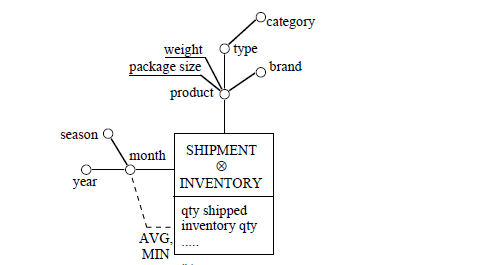 category
weight
type
package size
brand
product
season
month
SHIPMENT
⊗
year
INVENTORY
qty shipped
inventory qty
AVG,
.....
MIN